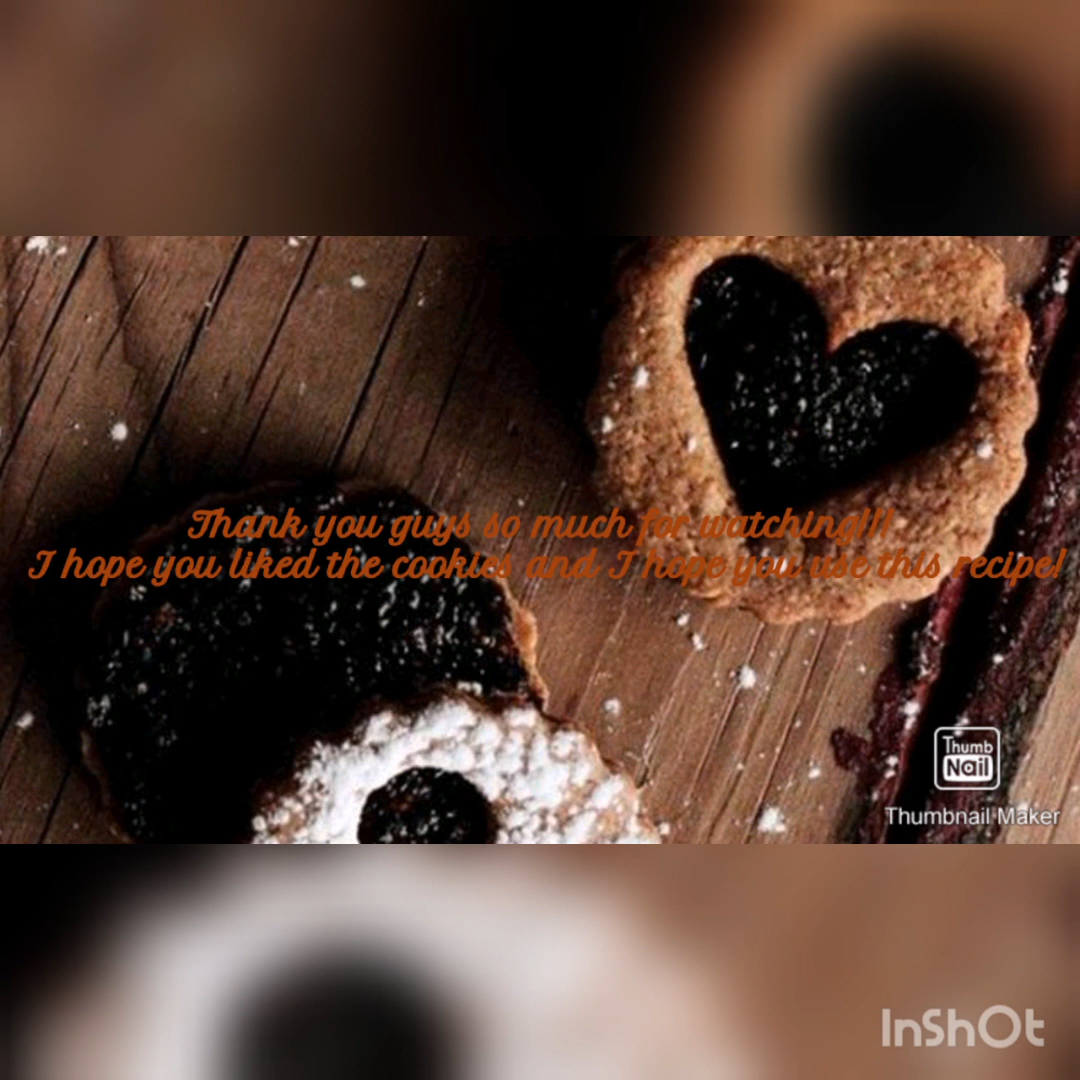 Thank you guys so much for watching!!!
I hope you liked the cookies and I hope you use this recipe!
Thumb
Nail
Thumbnail Maker
InShOt